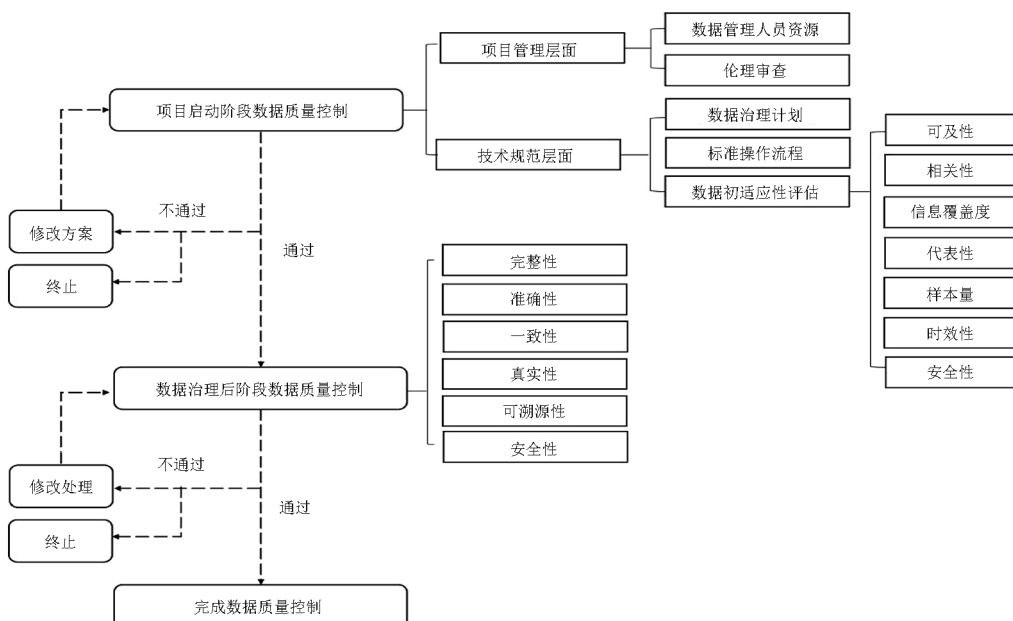 项目启动阶段数据质量控制
项目管理层面
数据管理人员资源
伦理审查
技术规范层面
数据治理计划
标准操作流程
数据初适应性评估
可及性
相关性
信息覆盖度
代表性
样本量
时效性
安全性
不通过
修改方案
终止
通过
数据治理后阶段数据质量控制
完整性
准确性
一致性
真实性
可溯源性
安全性
不通过
修改处理
终止
通过
完成数据质量控制